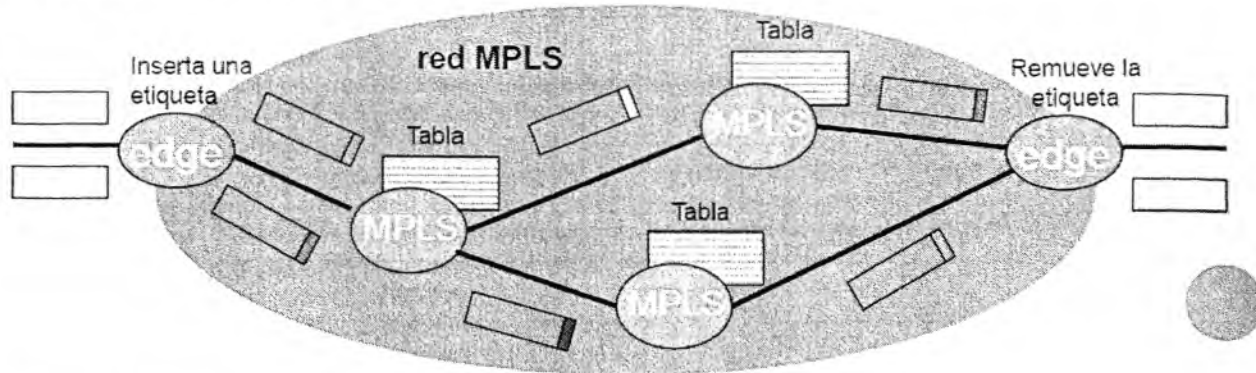 Tabla
red MPLS
Inserta una
etiqueta
Remueve la
etiqueta
MPLS
Tabla
edge
edge
Tabla
MPLS
MPLS